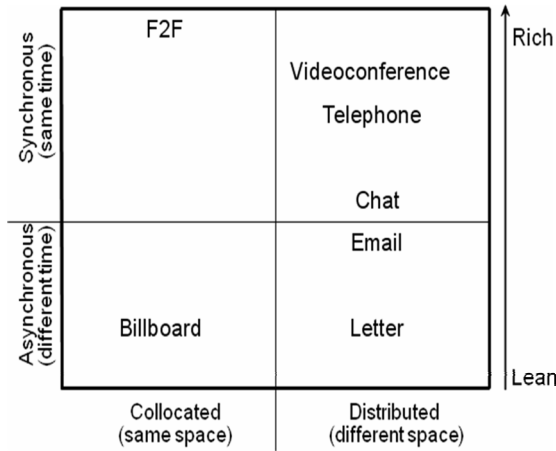 F2F
Rich
Videoconference
Telephone
Synchronous
(same time)
Chat
Email
Asynchronous
(different time)
Billboard
Letter
Lean
Collocated
(same space)
Distributed
(different space)